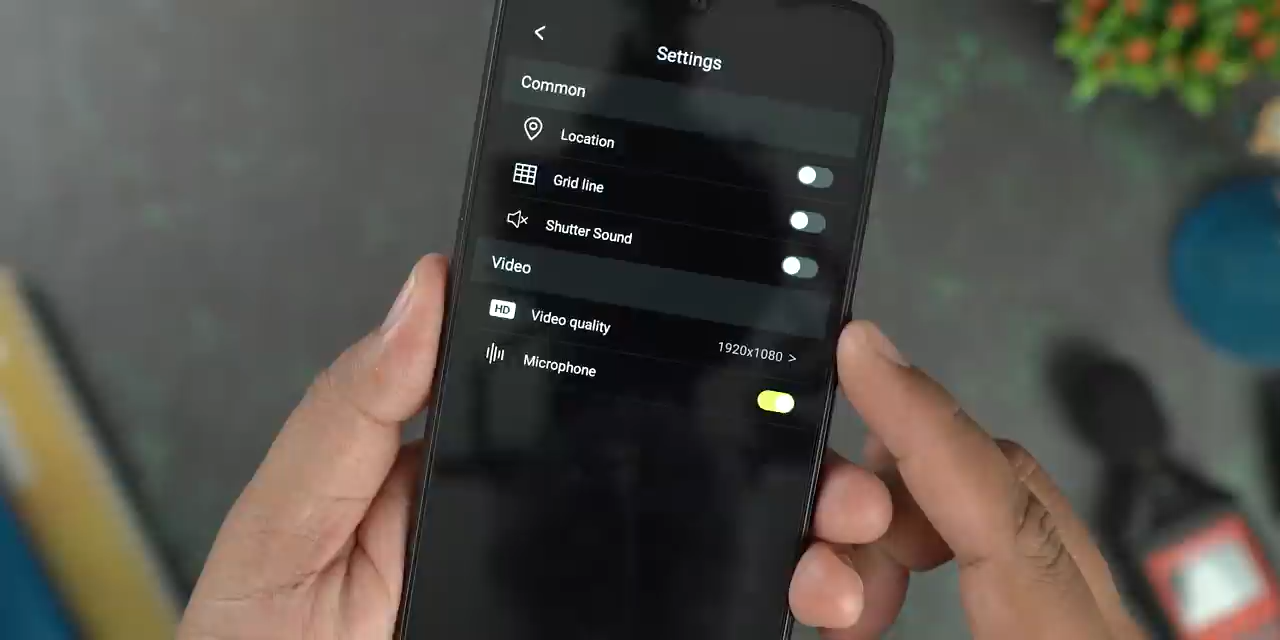 Settings
Common
Location
Grid line
Shutter Sound
Video
HD Video quality 1920x1080 >
Microphone